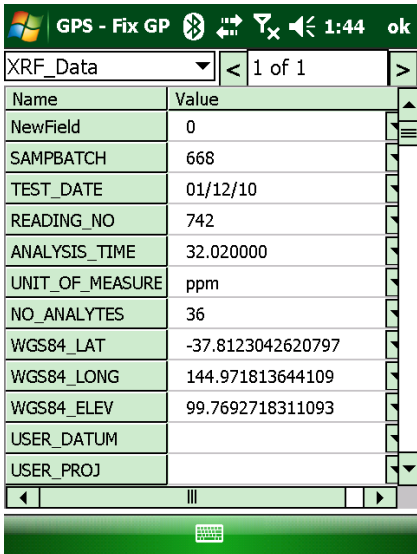 GPS - Fix GP 1:44 ok
XRF_Data < 1 of 1 >
Name Value
NewField 0
SAMPBATCH 668
TEST_DATE 01/12/10
READING_NO 742
ANALYSIS_TIME 32.020000
UNIT_OF_MEASURE ppm
NO_ANALYTES 36
WGS84_LAT -37.8123042620797
WGS84_LONG 144.971813644109
WGS84_ELEV 99.7692718311093
USER_DATUM
USER_PROJ